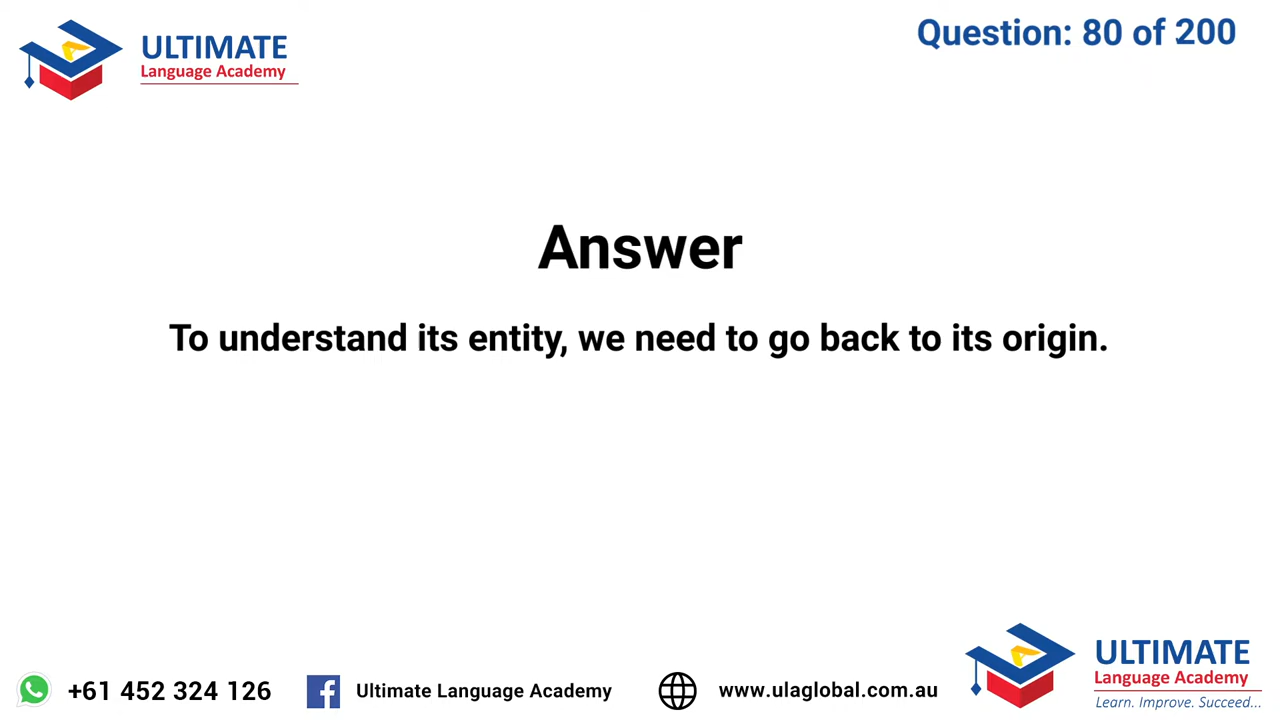 ULTIMATE
Language Academy
Question: 80 of 200
Answer
To understand its entity, we need to go back to its origin.
+61 452 324 126
Ultimate Language Academy
www.ulaglobal.com.au
ULTIMATE
Language Academy
Learn. Improve. Succeed...